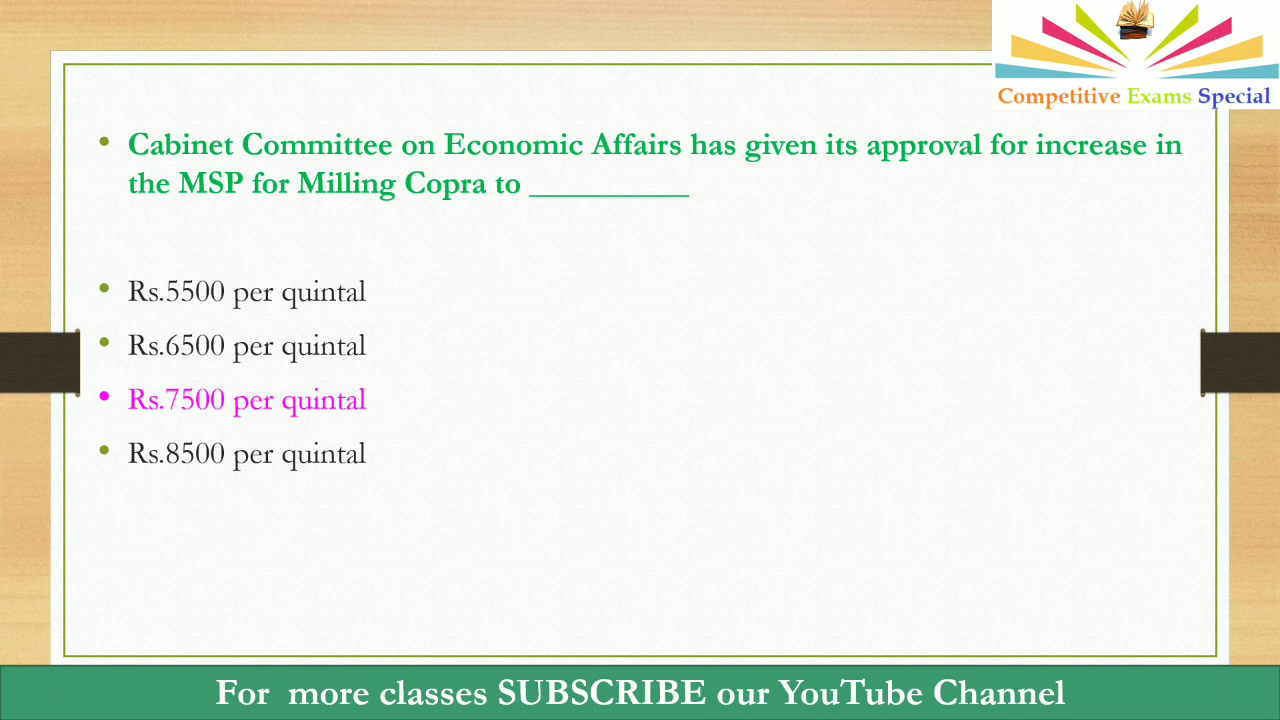 Competitive Exams Special
• Cabinet Committee on Economic Affairs has given its approval for increase in
the MSP for Milling Copra to __________
• Rs.5500 per quintal
• Rs.6500 per quintal
• Rs.7500 per quintal
• Rs.8500 per quintal
For more classes SUBSCRIBE our YouTube Channel